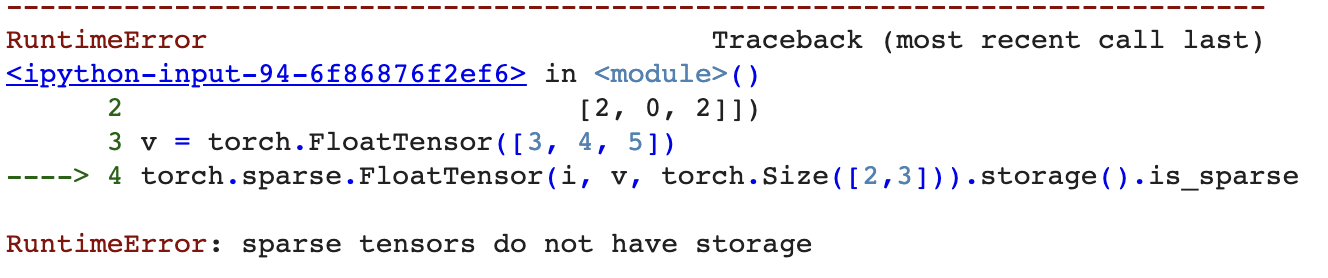 ---------------------------------------------------------------------------
RuntimeError                              Traceback (most recent call last)
<ipython-input-94-6f86876f2ef6> in <module>()
      2                            [2, 0, 2]])
      3 v = torch.FloatTensor([3, 4, 5])
----> 4 torch.sparse.FloatTensor(i, v, torch.Size([2,3])).storage().is_sparse
RuntimeError: sparse tensors do not have storage